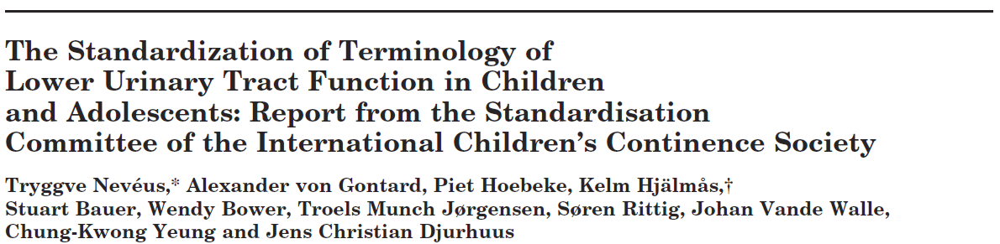 The Standardization of Terminology of
Lower Urinary Tract Function in Children
and Adolescents: Report from the Standardisation
Committee of the International Children’s Continence Society
Tryggve Nevéus,* Alexander von Gontard, Piet Hoebeke, Kelm Hjälmås,†
Stuart Bauer, Wendy Bower, Troels Munch Jørgensen, Søren Rittig, Johan Vande Walle,
Chung-Kwong Yeung and Jens Christian Djurhuus